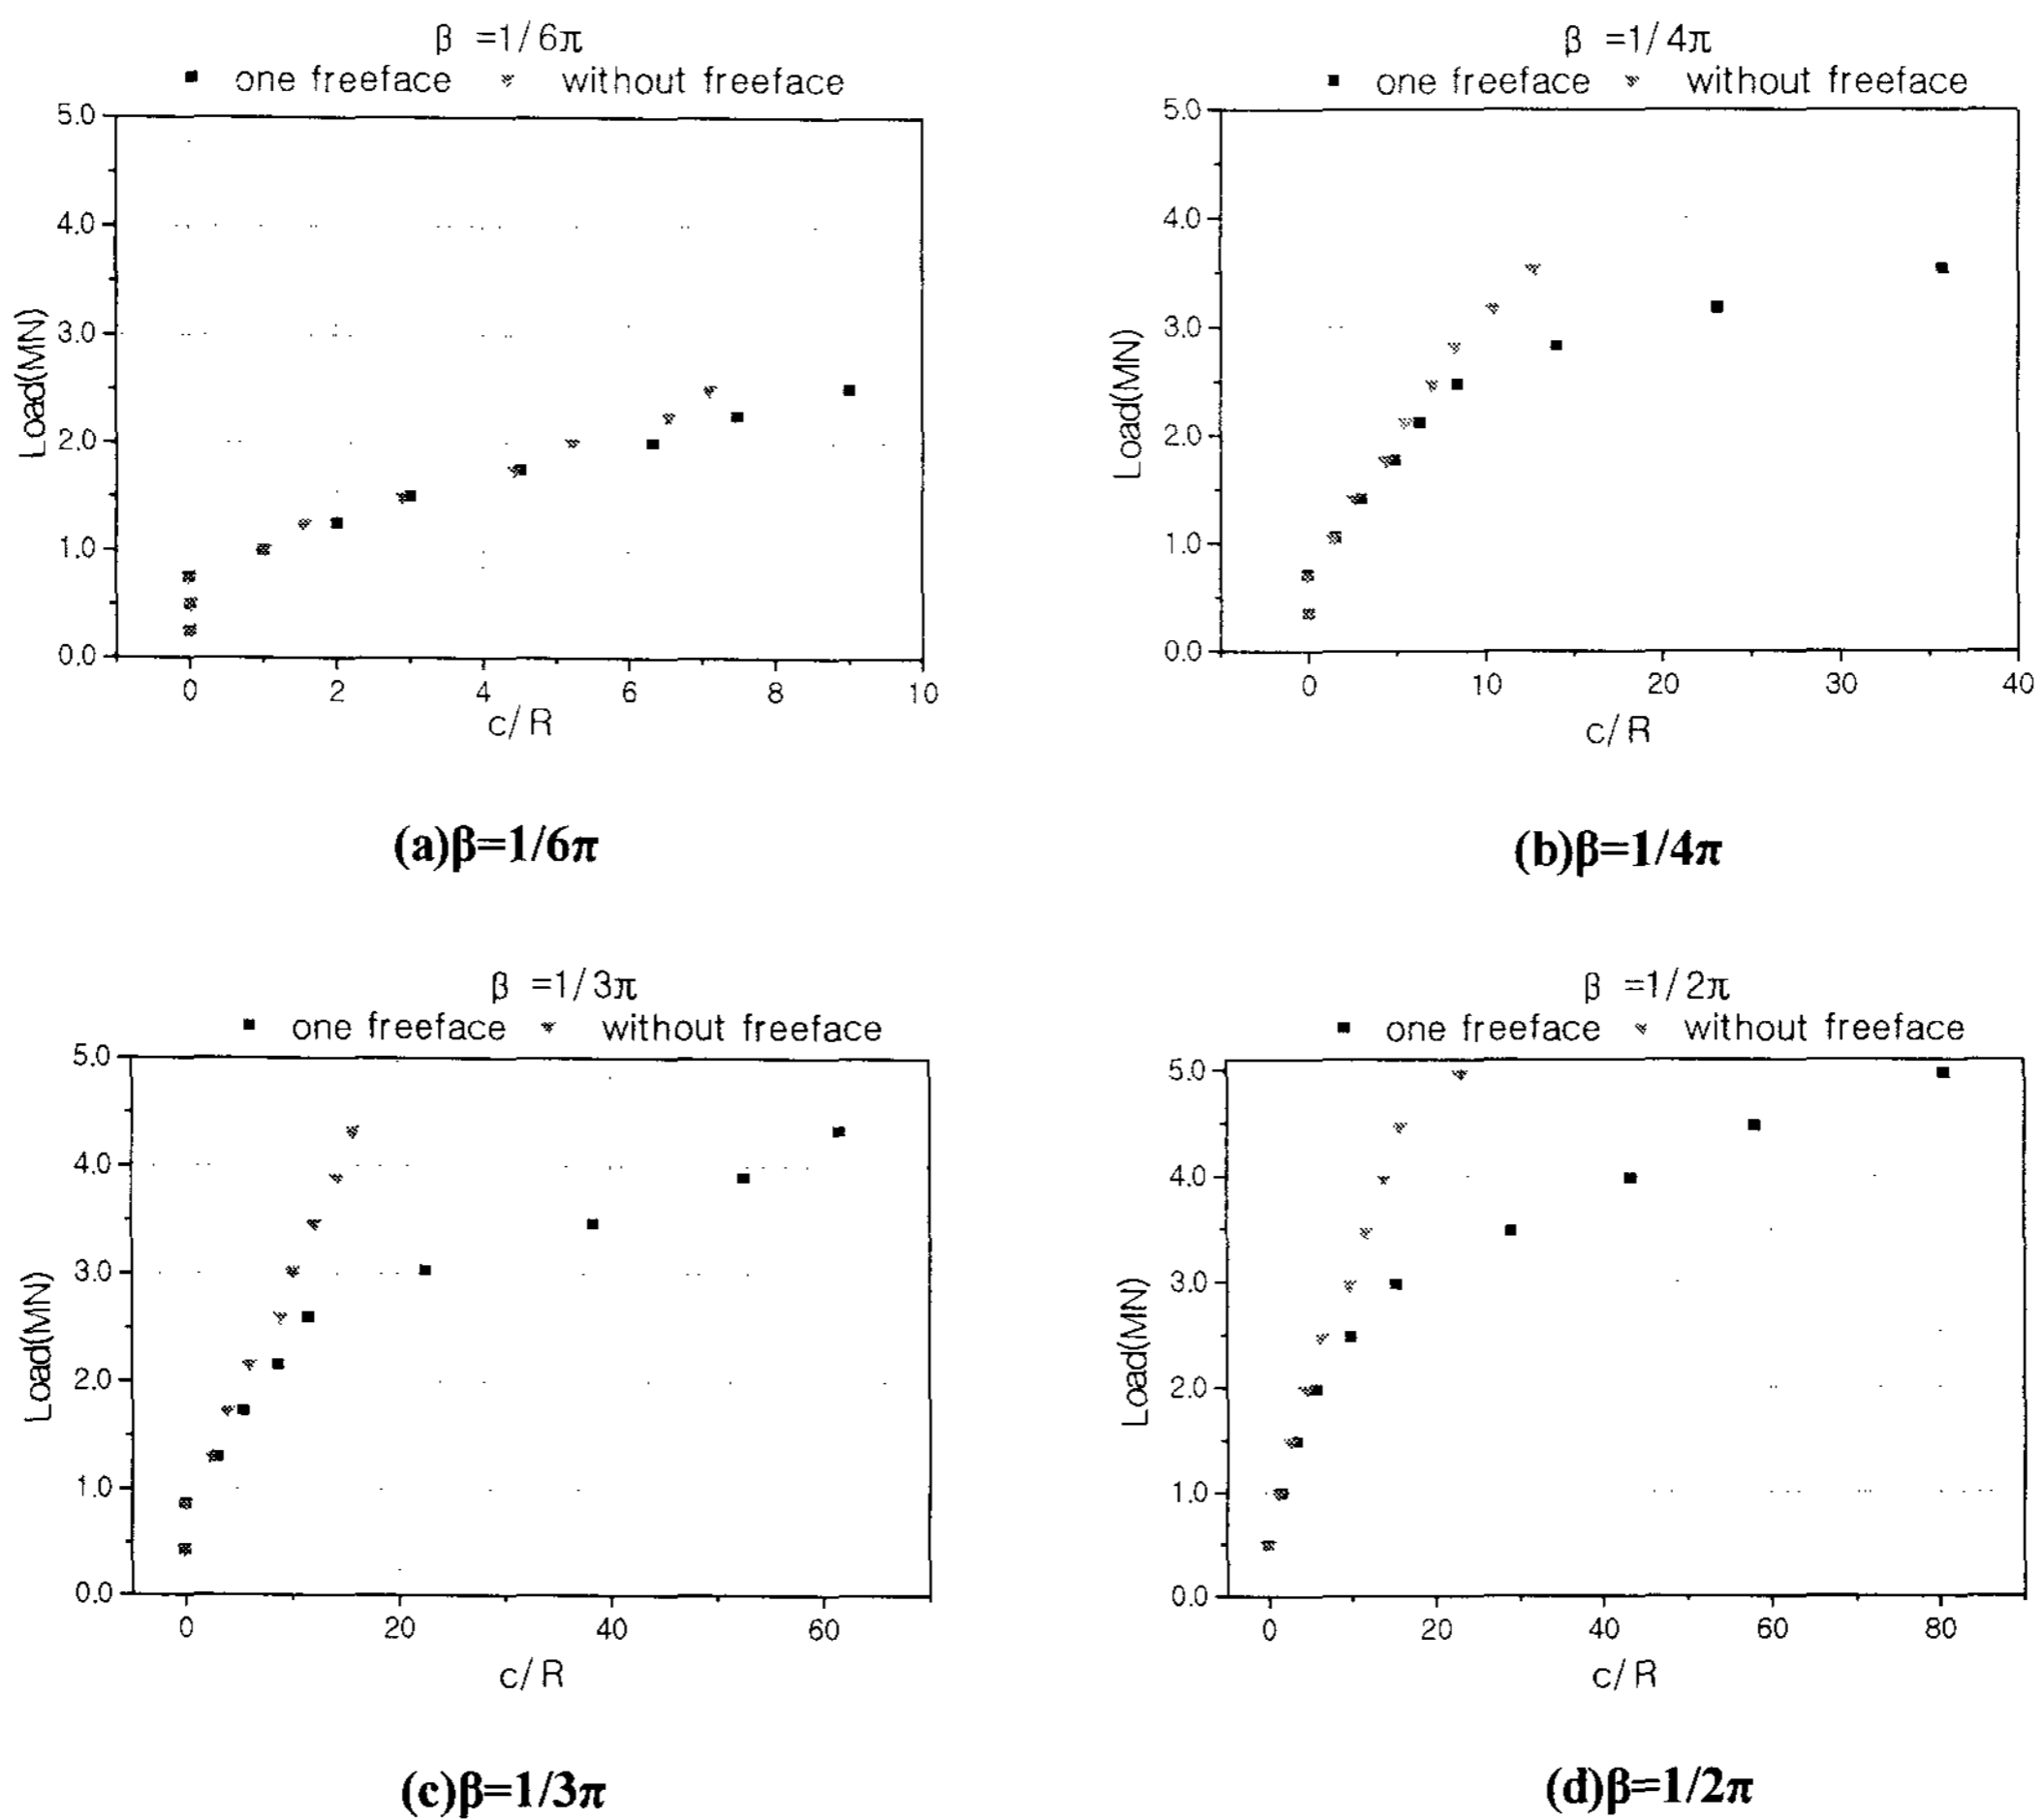 β =1/6π
one freeface without freeface
5.0
4.0
3.0
2.0
1.0
0.0
Load(MN)
0 2 4 6 8 10
c/R
(a)β=1/6π
β =1/4π
one freeface without freeface
5.0
4.0
3.0
2.0
1.0
0.0
Load(MN)
0 10 20 30 40
c/R
(b)β=1/4π
β =1/3π
one freeface without freeface
5.0
4.0
3.0
2.0
1.0
0.0
Load(MN)
0 20 40 60
c/R
(c)β=1/3π
β =1/2π
one freeface without freeface
5.0
4.0
3.0
2.0
1.0
0.0
Load(MN)
0 20 40 60 80
c/R
(d)β=1/2π